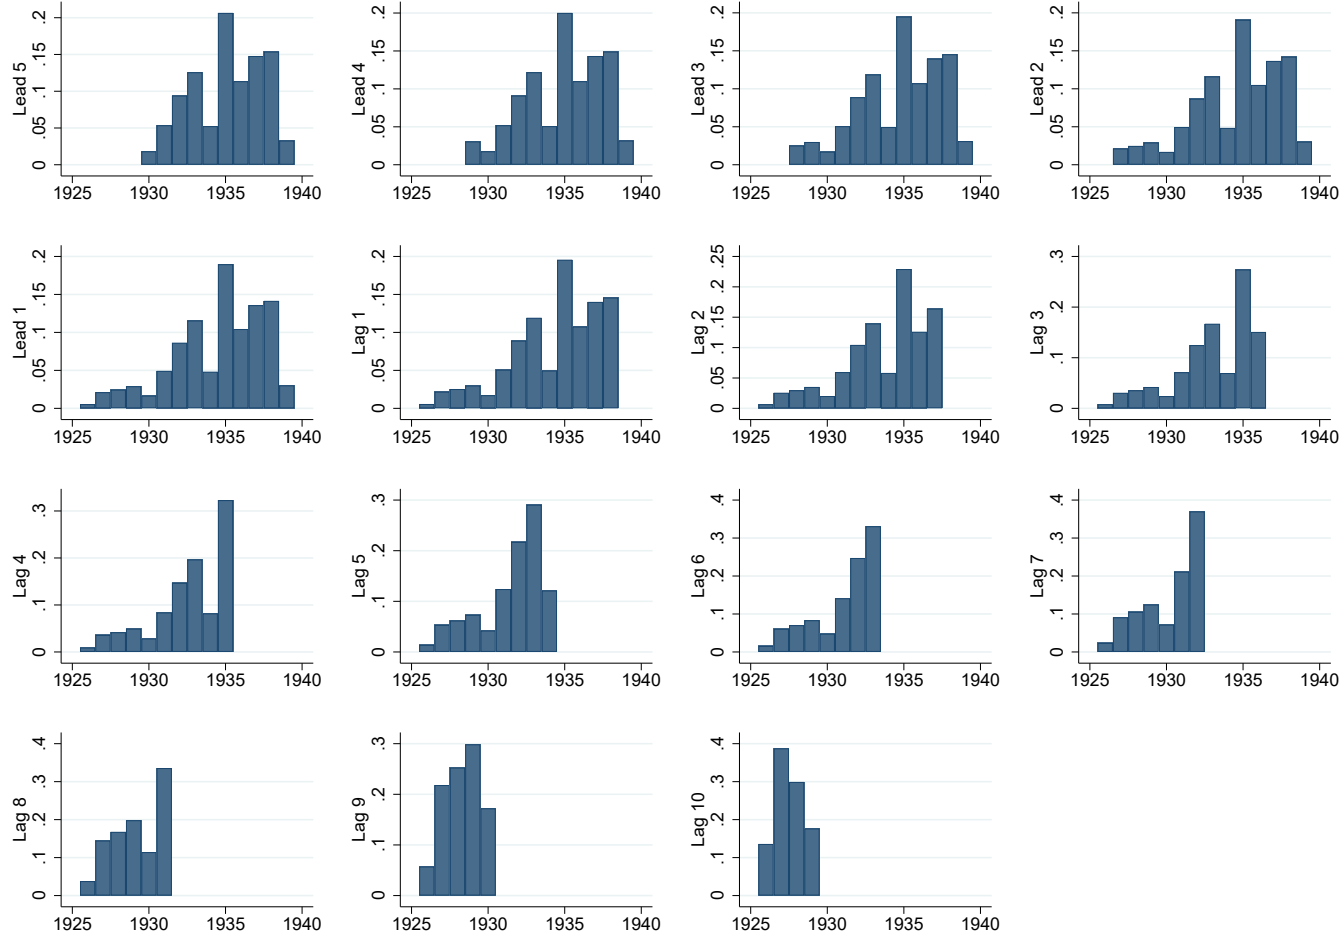 Lead 5
0 .05 .1 .15 .2
1925 1930 1935 1940
Lead 4
0 .05 .1 .15 .2
1925 1930 1935 1940
Lead 3
0 .05 .1 .15 .2
1925 1930 1935 1940
Lead 2
0 .05 .1 .15 .2
1925 1930 1935 1940
Lead 1
0 .05 .1 .15 .2
1925 1930 1935 1940
Lag 1
0 .05 .1 .15 .2
1925 1930 1935 1940
Lag 2
0 .05 .1 .15 .2 .25
1925 1930 1935 1940
Lag 3
0 .1 .2 .3
1925 1930 1935 1940
Lag 4
0 .1 .2 .3
1925 1930 1935 1940
Lag 5
0 .1 .2 .3
1925 1930 1935 1940
Lag 6
0 .1 .2 .3 .4
1925 1930 1935 1940
Lag 7
0 .1 .2 .3 .4
1925 1930 1935 1940
Lag 8
0 .1 .2 .3 .4
1925 1930 1935 1940
Lag 9
0 .1 .2 .3
1925 1930 1935 1940
Lag 10
0 .1 .2 .3 .4
1925 1930 1935 1940